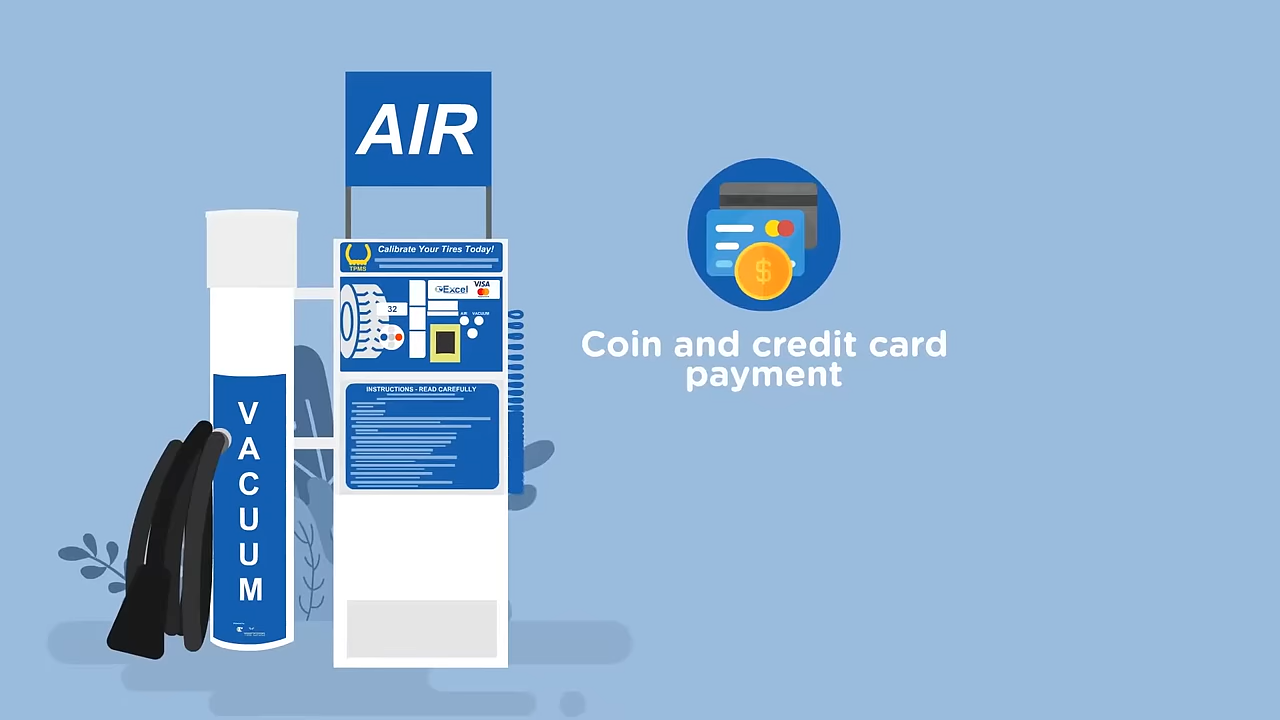 AIR
Calibrate Your Tires Today!
TPMS
32
Excel
VISA
AIR VACUUM
INSTRUCTIONS - READ CAREFULLY
VACUUM
$
Coin and credit card
payment